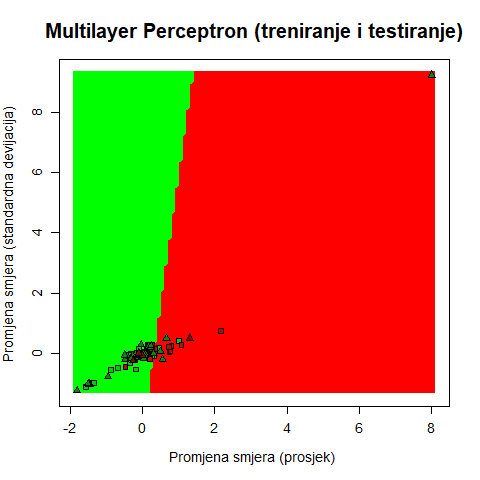 Multilayer Perceptron (treniranje i testiranje)
Promjena smjera (standardna devijacija)
8
6
4
2
0
-2 0 2 4 6 8
Promjena smjera (prosjek)